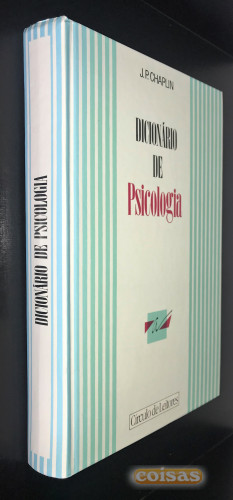 J.P. CHAPLIN
DICIONÁRIO
DE
Psicologia
Círculo de Leitores
DICIONÁRIO DE PSICOLOGIA
coisas